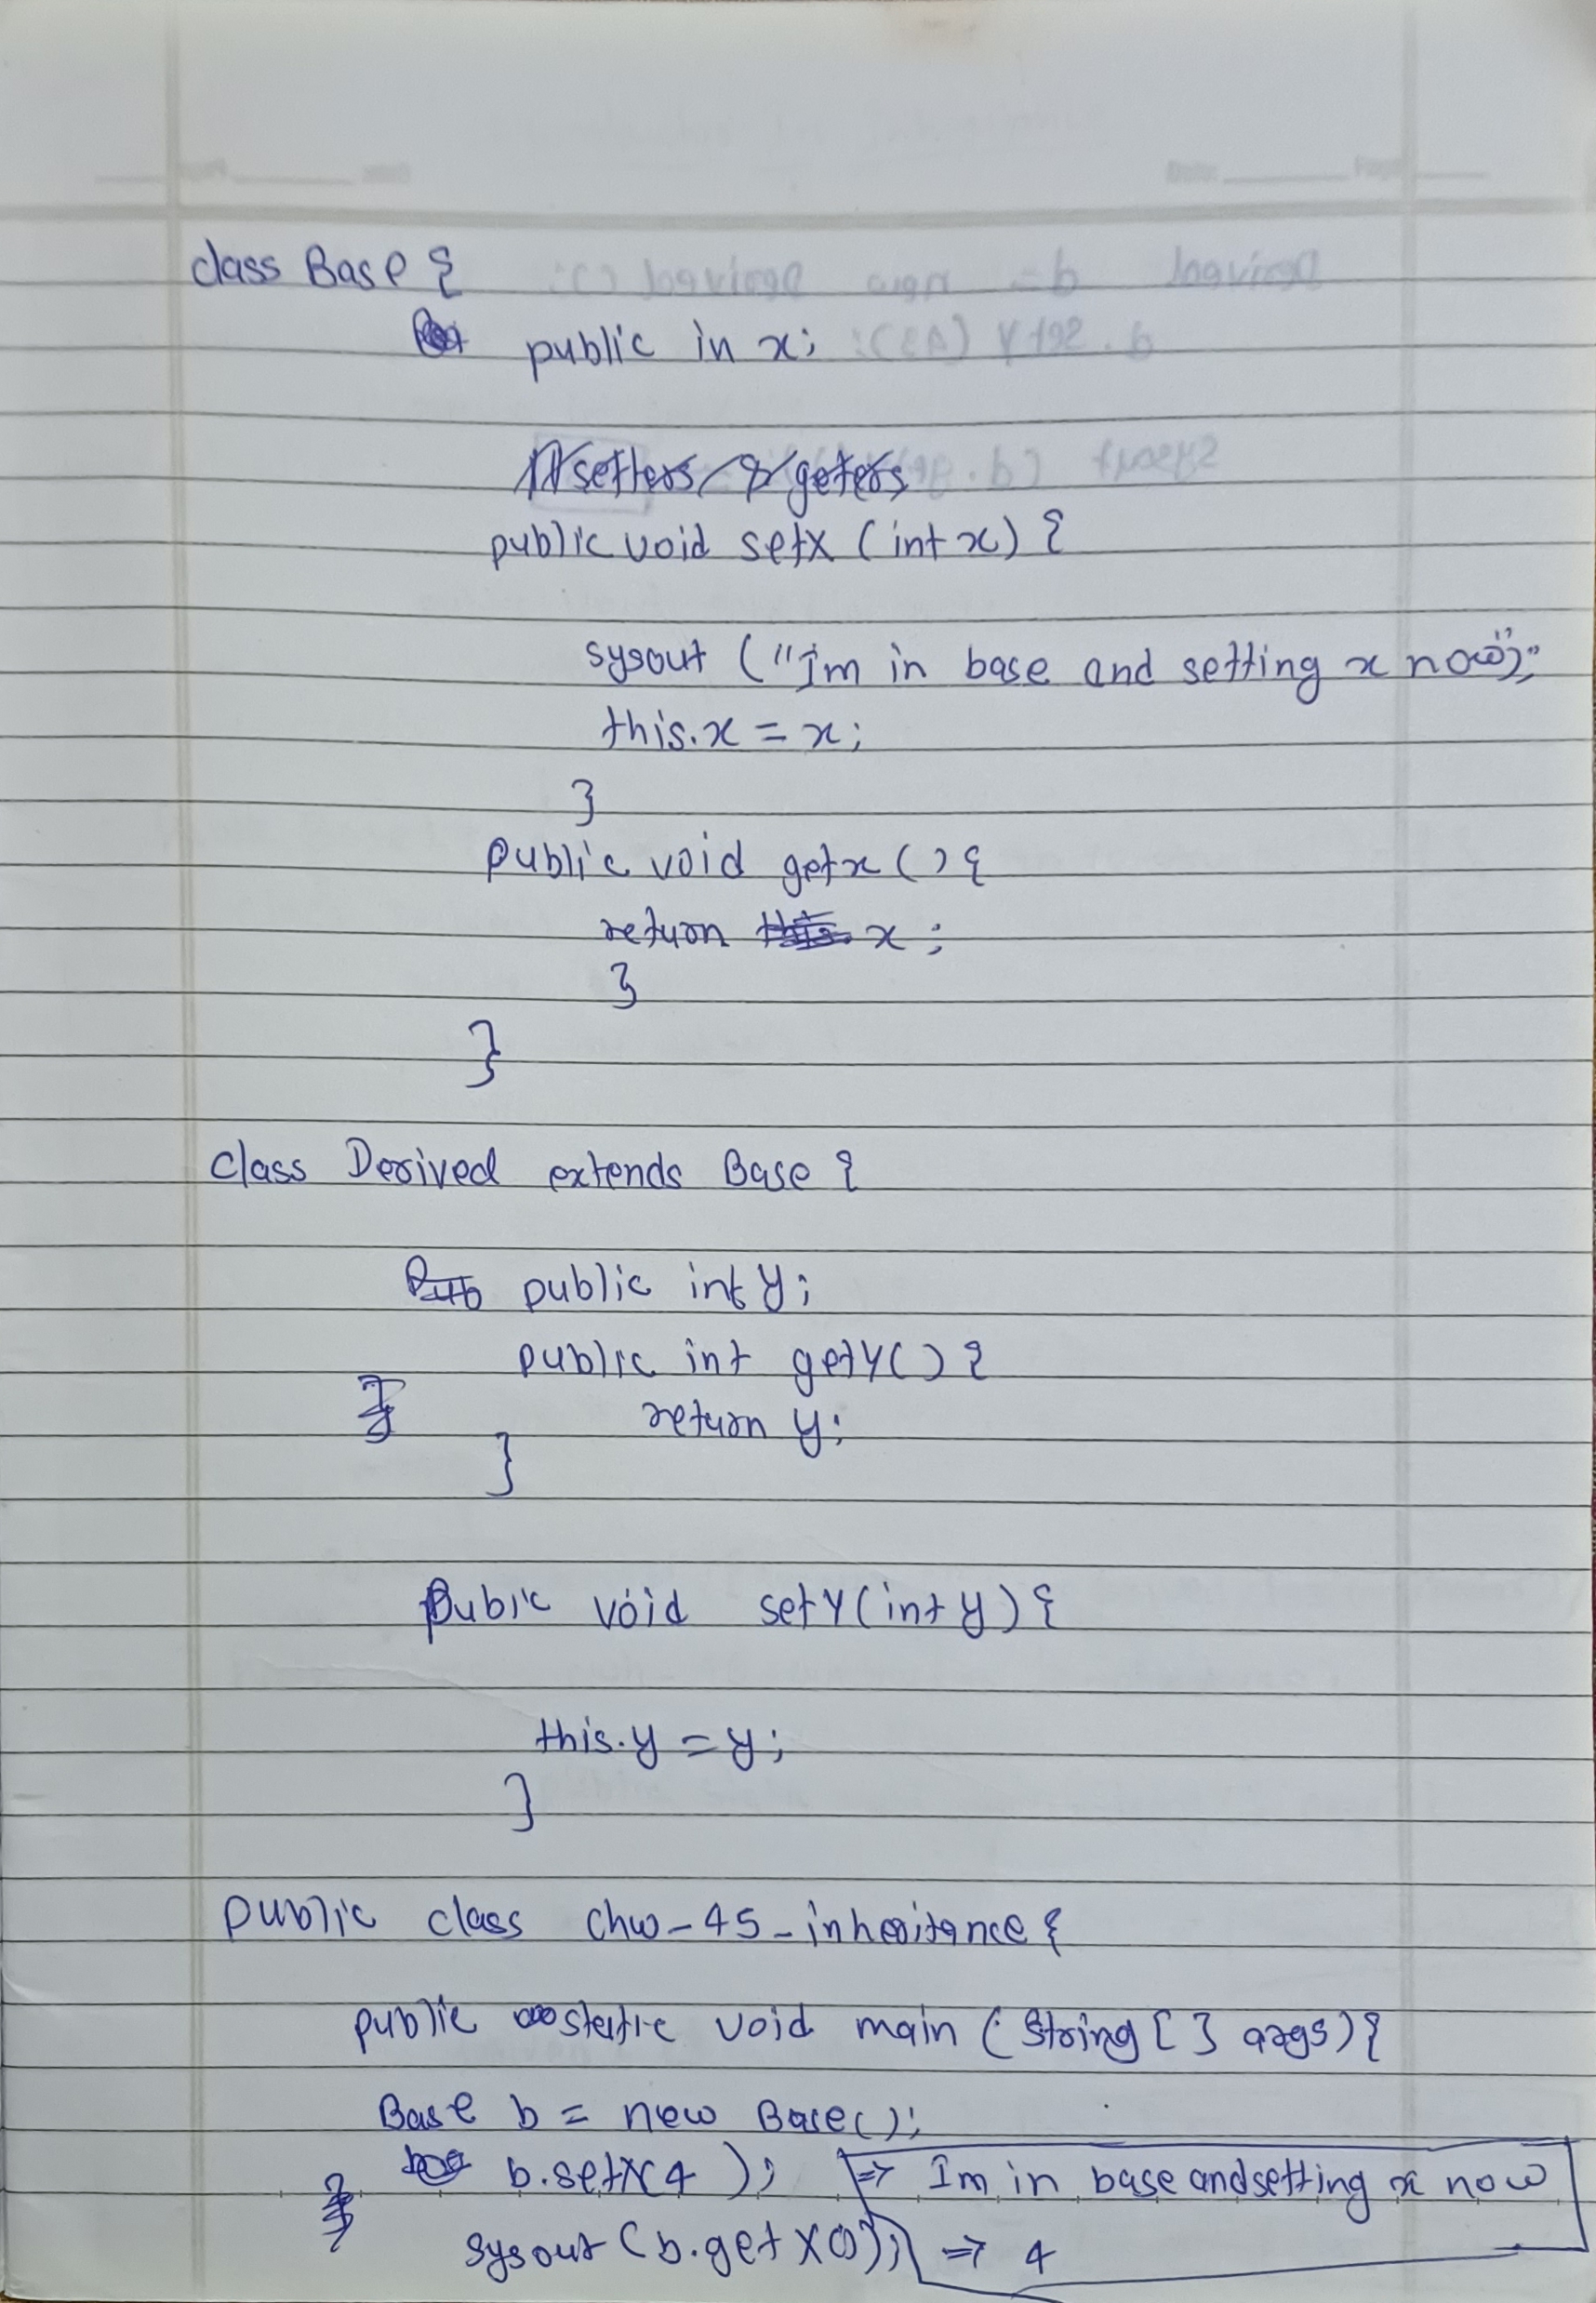 class Base {
public in x;
public void setX (int x) {
sysout ("Im in base and setting x now");
this.x = x;
}
public void getx () {
return x ;
}
}
class Derived extends Base {
public int y;
public int getY() {
return y;
}
Pubic void setY(int y) {
this.y = y;
}
public class chw-45-inheritance {
public static void main (String [] args) {
Base b = new Base();
b.setX(4 ); => Im in base and setting x now
sysout (b.getX()); => 4